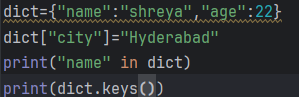 dict={"name":"shreya","age":22}
dict["city"]="Hyderabad"
print("name" in dict)
print(dict.keys())